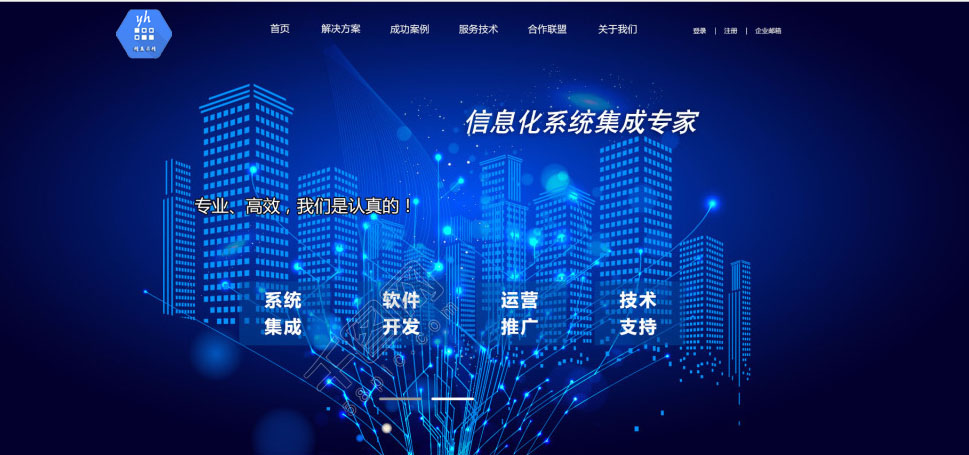 yh
首页 解决方案 成功案例 服务技术 合作联盟 关于我们 登录 | 注册 | 企业邮箱
信息化系统集成专家
专业、高效，我们是认真的！
系统 软件 运营 技术
集成 开发 推广 支持
千图网